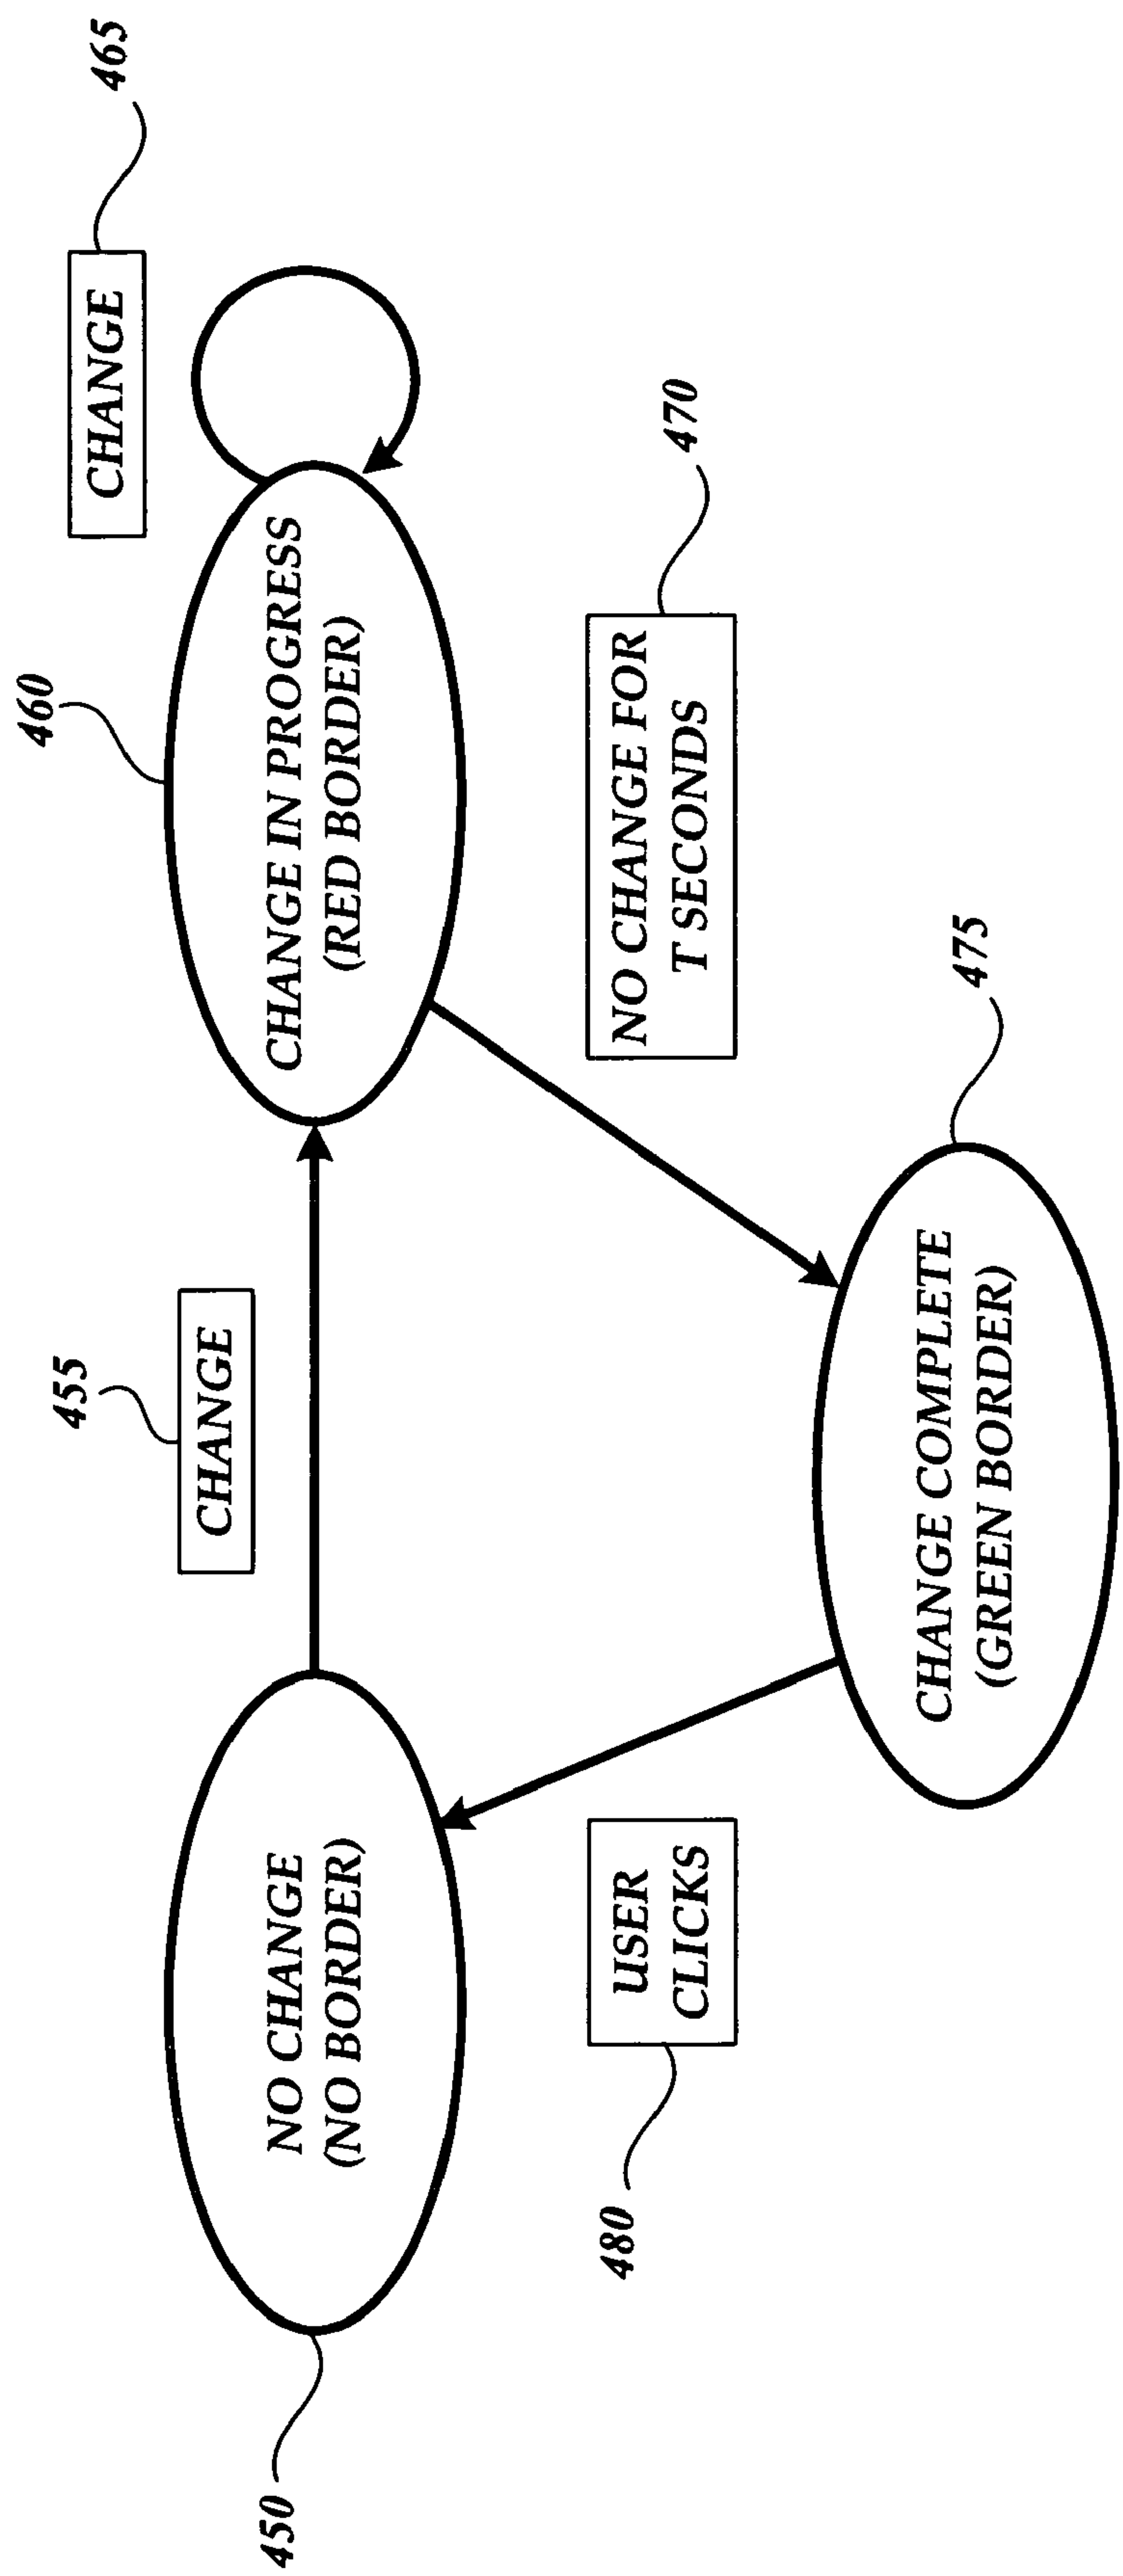 455
CHANGE
460
CHANGE
465
450
NO CHANGE
(NO BORDER)
CHANGE IN PROGRESS
(RED BORDER)
480
USER
CLICKS
NO CHANGE FOR
T SECONDS
470
CHANGE COMPLETE
(GREEN BORDER)
475